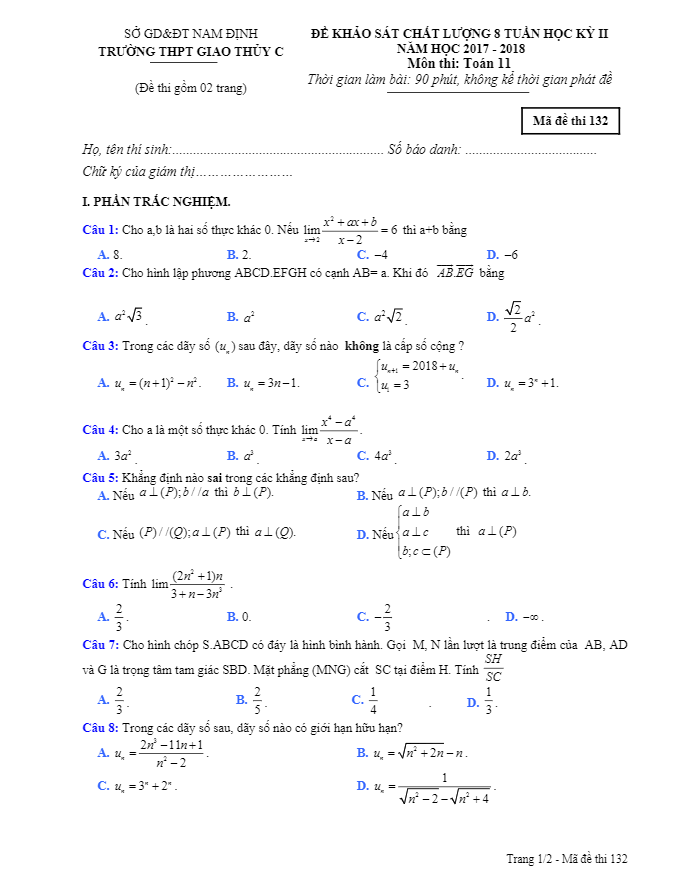 SỞ GD&ĐT NAM ĐỊNH
TRƯỜNG THPT GIAO THỦY C
(Đề thi gồm 02 trang)
ĐỀ KHẢO SÁT CHẤT LƯỢNG 8 TUẦN HỌC KỲ II
NĂM HỌC 2017 - 2018
Môn thi: Toán 11
Thời gian làm bài: 90 phút, không kể thời gian phát đề
Mã đề thi 132
Họ, tên thí sinh:................................................................ Số báo danh: ........................................
Chữ ký của giám thị……………………
I. PHẦN TRẮC NGHIỆM.
Câu 1: Cho a,b là hai số thực khác 0. Nếu $\lim_{x \to 2} \frac{x^2+ax+b}{x-2} = 6$ thì a+b bằng
A. 8. B. 2. C. −4 D. −6
Câu 2: Cho hình lập phương ABCD.EFGH có cạnh AB= a. Khi đó $\overrightarrow{AB}.\overrightarrow{EG}$ bằng
A. $a^2\sqrt{3}$. B. $a^2$ C. $a^2\sqrt{2}$. D. $\frac{\sqrt{2}}{2}a^2$.
Câu 3: Trong các dãy số $(u_n)$ sau đây, dãy số nào không là cấp số cộng ?
A. $u_n = (n+1)^2 - n^2$. B. $u_n = 3n-1$. C. $\begin{cases} u_{n+1} = 2018 + u_n \\ u_1 = 3 \end{cases}$. D. $u_n = 3^n + 1$.
Câu 4: Cho a là một số thực khác 0. Tính $\lim_{x \to a} \frac{x^4-a^4}{x-a}$.
A. $3a^2$. B. $a^3$. C. $4a^3$. D. $2a^3$.
Câu 5: Khẳng định nào sai trong các khẳng định sau?
A. Nếu $a \perp (P); b//a$ thì $b \perp (P)$. B. Nếu $a \perp (P); b//(P)$ thì $a \perp b$.
C. Nếu $(P)//(Q); a \perp (P)$ thì $a \perp (Q)$. D. Nếu $\begin{cases} a \perp b \\ a \perp c \\ b; c \subset (P) \end{cases}$ thì $a \perp (P)$
Câu 6: Tính $\lim \frac{(2n^2+1)n}{3+n-3n^3}$.
A. $\frac{2}{3}$. B. 0. C. $-\frac{2}{3}$ . D. $-\infty$.
Câu 7: Cho hình chóp S.ABCD có đáy là hình bình hành. Gọi M, N lần lượt là trung điểm của AB, AD
và G là trọng tâm tam giác SBD. Mặt phẳng (MNG) cắt SC tại điểm H. Tính $\frac{SH}{SC}$
A. $\frac{2}{3}$. B. $\frac{2}{5}$. C. $\frac{1}{4}$ . D. $\frac{1}{3}$.
Câu 8: Trong các dãy số sau, dãy số nào có giới hạn hữu hạn?
A. $u_n = \frac{2n^3-11n+1}{n^2-2}$. B. $u_n = \sqrt{n^2+2n} - n$.
C. $u_n = 3^n + 2^n$. D. $u_n = \frac{1}{\sqrt{n^2-2}-\sqrt{n^2+4}}$.
Trang 1/2 - Mã đề thi 132